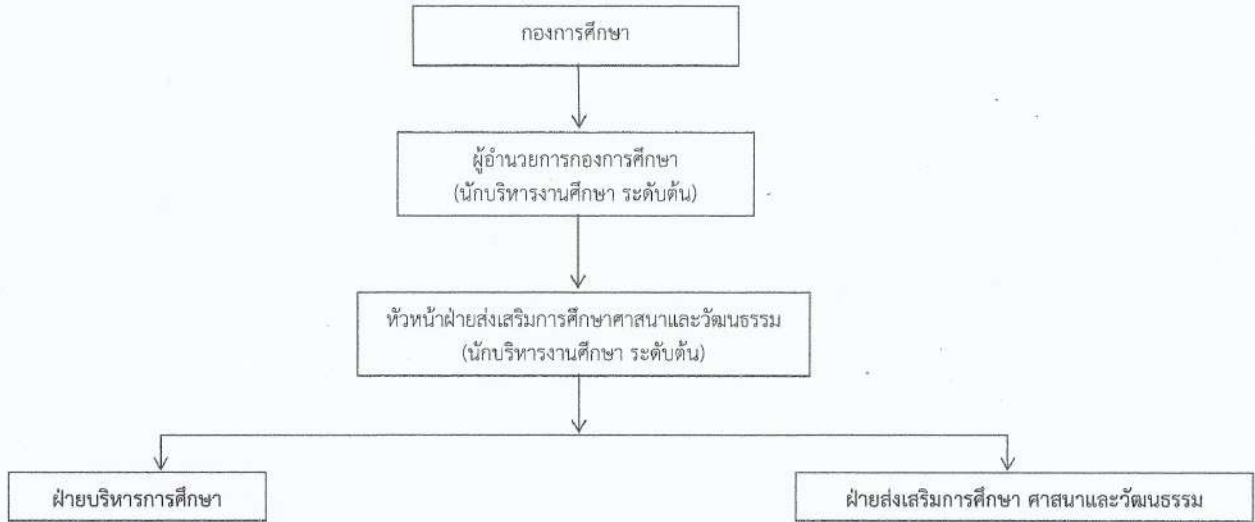 กองการศึกษา
ผู้อำนวยการกองการศึกษา
(นักบริหารงานศึกษา ระดับต้น)
หัวหน้าฝ่ายส่งเสริมการศึกษาศาสนาและวัฒนธรรม
(นักบริหารงานศึกษา ระดับต้น)
ฝ่ายบริหารการศึกษา
ฝ่ายส่งเสริมการศึกษา ศาสนาและวัฒนธรรม